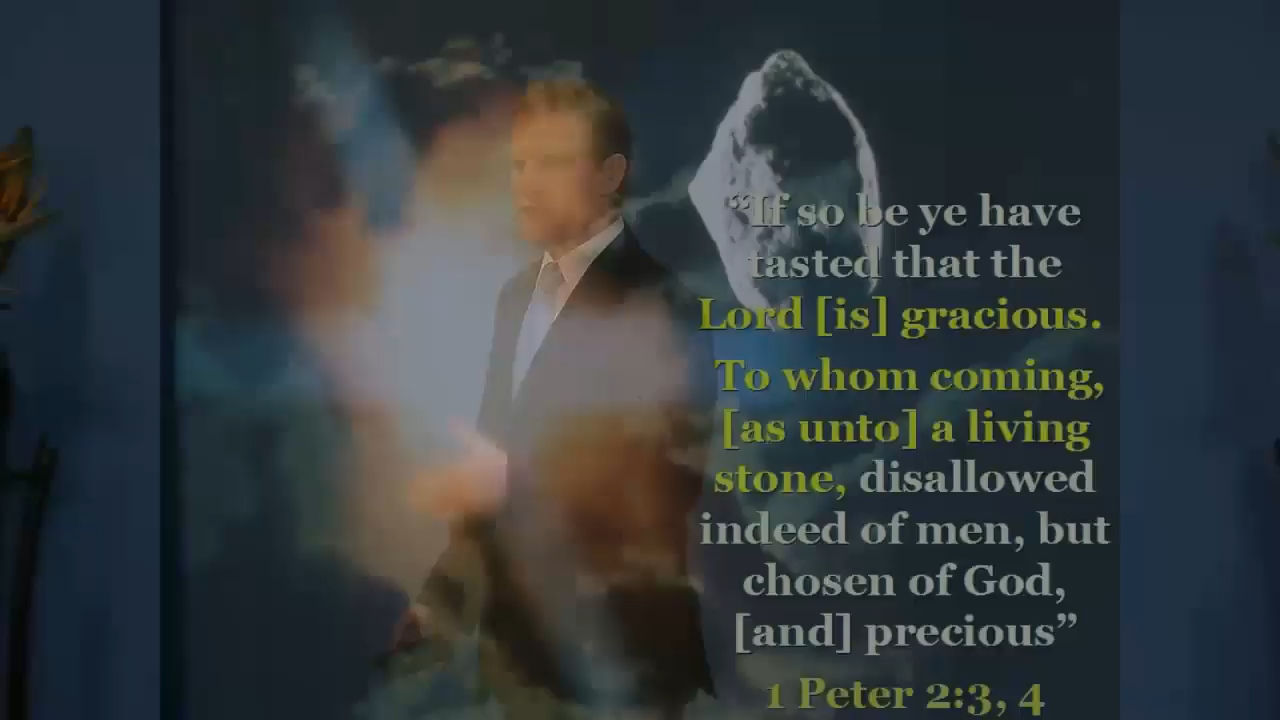 “If so be ye have
tasted that the
Lord [is] gracious.
To whom coming,
[as unto] a living
stone, disallowed
indeed of men, but
chosen of God,
[and] precious”
1 Peter 2:3, 4